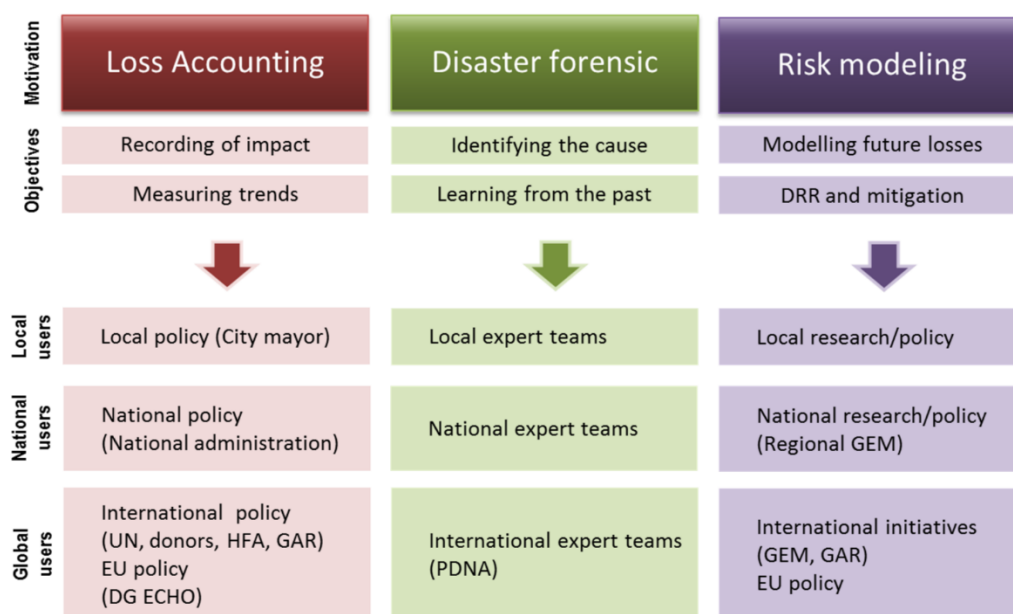 Motivation
Loss Accounting
Disaster forensic
Risk modeling
Objectives
Recording of impact
Identifying the cause
Modelling future losses
Measuring trends
Learning from the past
DRR and mitigation
Local
users
Local policy (City mayor)
Local expert teams
Local research/policy
National
users
National policy
(National administration)
National expert teams
National research/policy
(Regional GEM)
Global
users
International policy
(UN, donors, HFA, GAR)
EU policy
(DG ECHO)
International expert teams
(PDNA)
International initiatives
(GEM, GAR)
EU policy